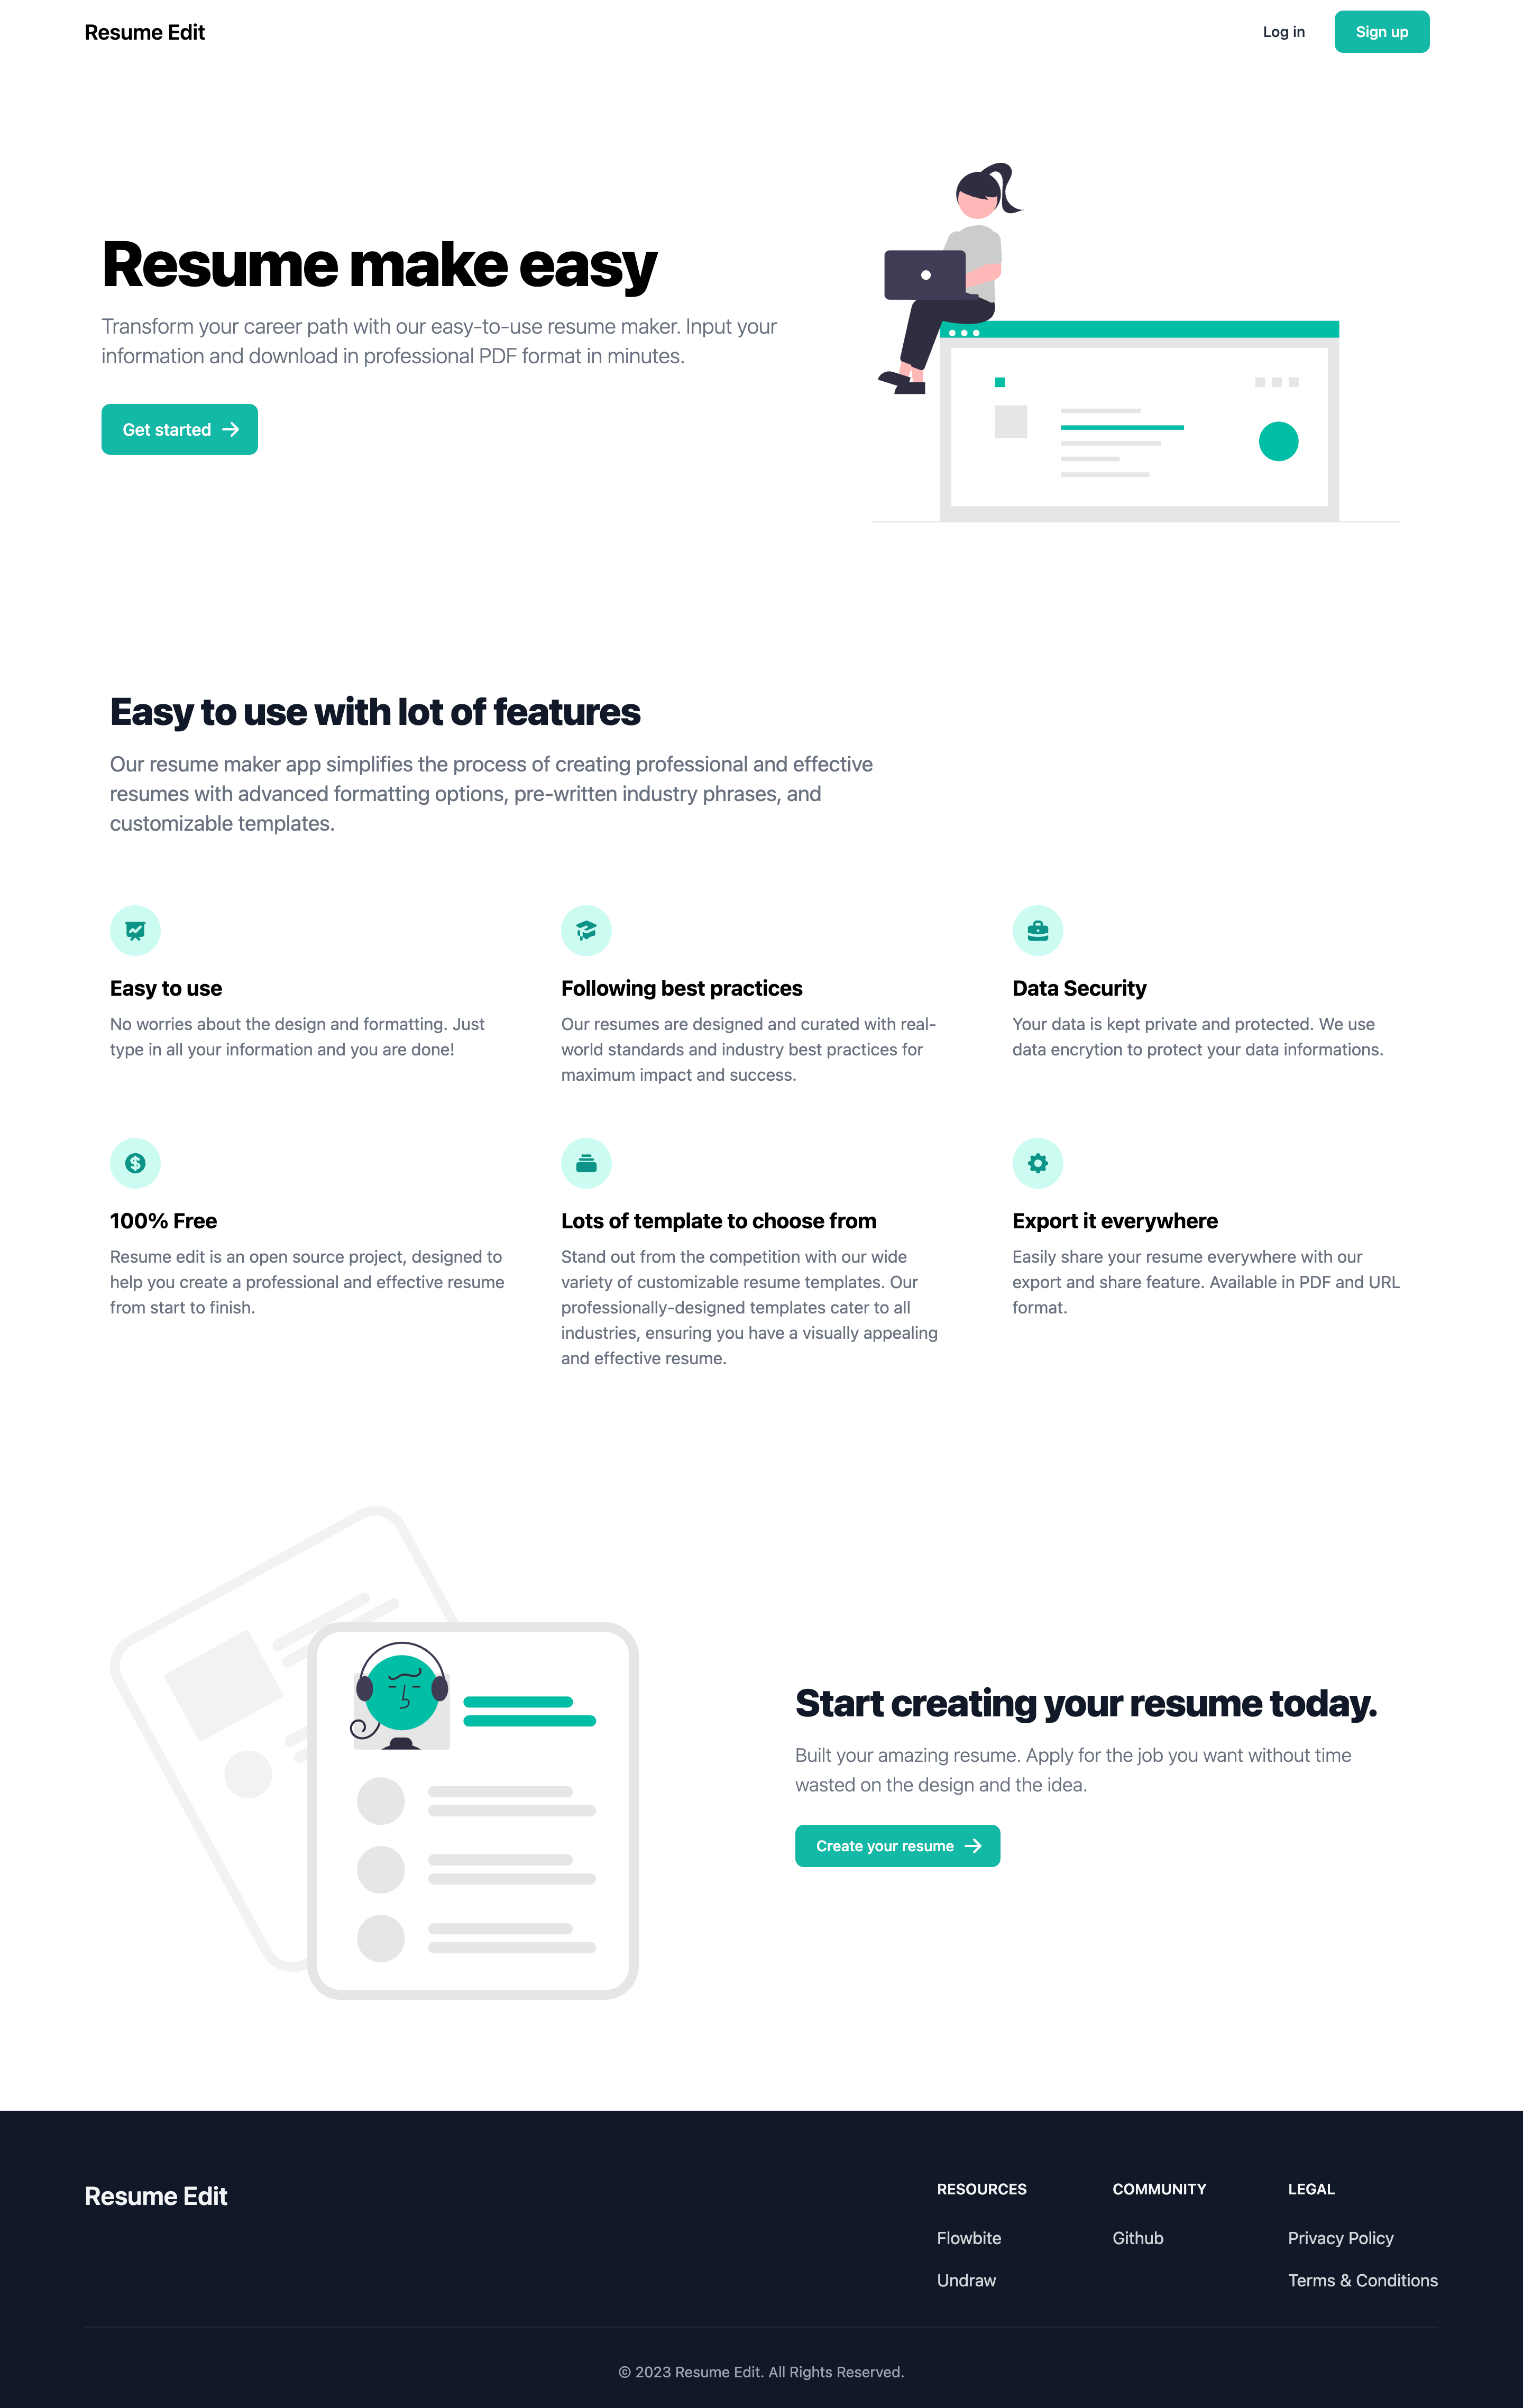 Resume Edit
Log in
Sign up
Resume make easy
Transform your career path with our easy-to-use resume maker. Input your
information and download in professional PDF format in minutes.
Get started
Easy to use with lot of features
Our resume maker app simplifies the process of creating professional and effective
resumes with advanced formatting options, pre-written industry phrases, and
customizable templates.
Easy to use
No worries about the design and formatting. Just
type in all your information and you are done!
Following best practices
Our resumes are designed and curated with real-
world standards and industry best practices for
maximum impact and success.
Data Security
Your data is kept private and protected. We use
data encrytion to protect your data informations.
100% Free
Resume edit is an open source project, designed to
help you create a professional and effective resume
from start to finish.
Lots of template to choose from
Stand out from the competition with our wide
variety of customizable resume templates. Our
professionally-designed templates cater to all
industries, ensuring you have a visually appealing
and effective resume.
Export it everywhere
Easily share your resume everywhere with our
export and share feature. Available in PDF and URL
format.
Start creating your resume today.
Built your amazing resume. Apply for the job you want without time
wasted on the design and the idea.
Create your resume
Resume Edit
RESOURCES
Flowbite
Undraw
COMMUNITY
Github
LEGAL
Privacy Policy
Terms & Conditions
© 2023 Resume Edit. All Rights Reserved.